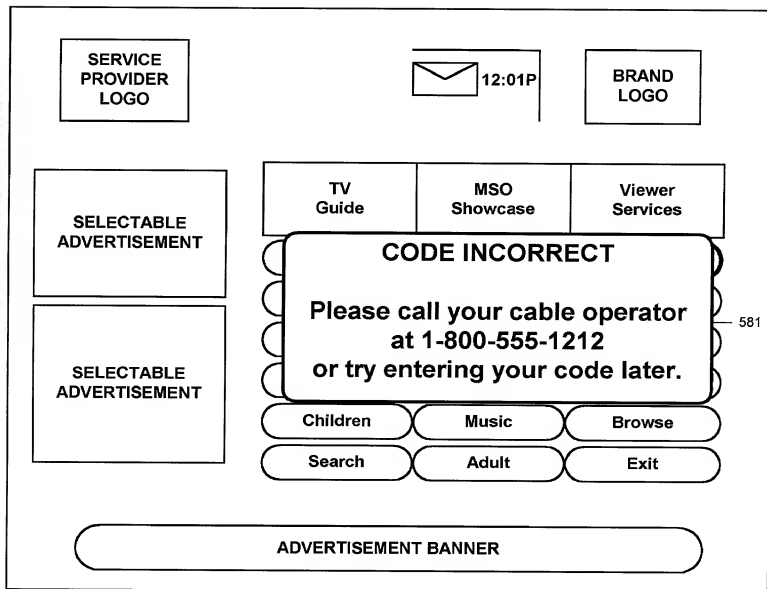 SERVICE
PROVIDER
LOGO
12:01P
BRAND
LOGO
SELECTABLE
ADVERTISEMENT
SELECTABLE
ADVERTISEMENT
TV
Guide
MSO
Showcase
Viewer
Services
CODE INCORRECT
Please call your cable operator
at 1-800-555-1212
or try entering your code later.
581
Children
Music
Browse
Search
Adult
Exit
ADVERTISEMENT BANNER